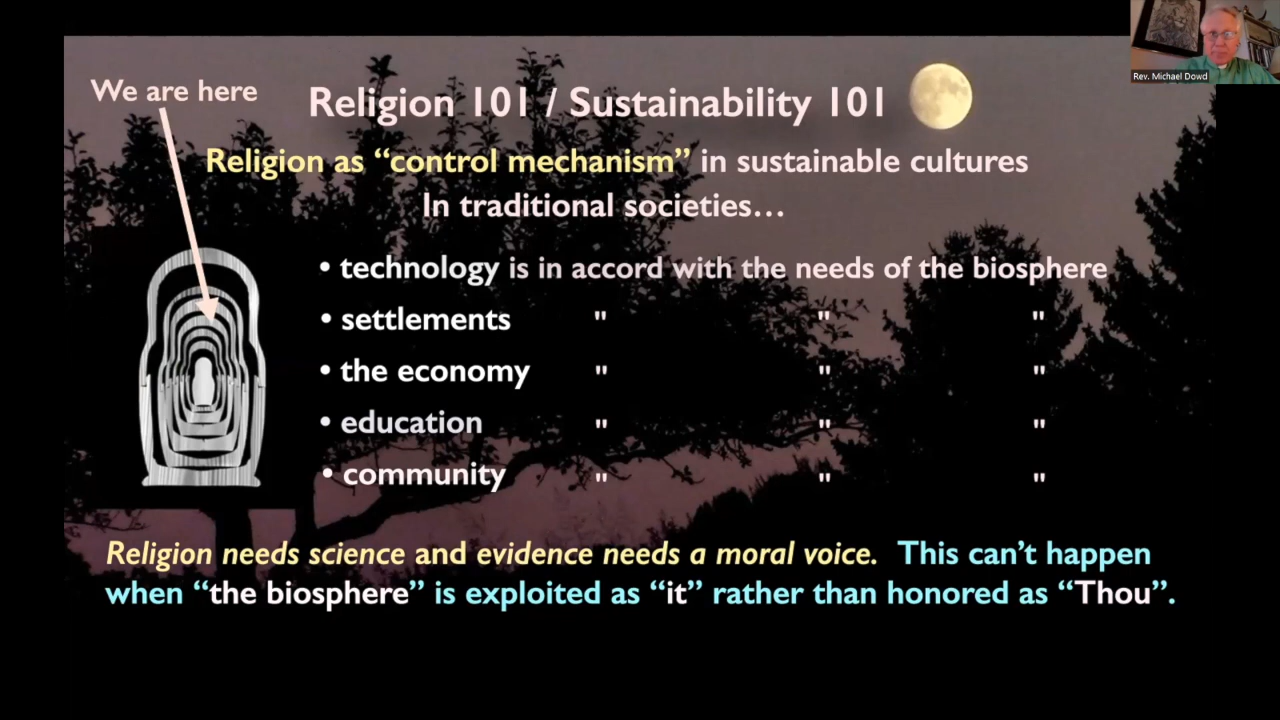 Rev. Michael Dowd
We are here
Religion 101 / Sustainability 101
Religion as “control mechanism” in sustainable cultures
In traditional societies…
• technology is in accord with the needs of the biosphere
• settlements " " "
• the economy " " "
• education " " "
• community " " "
Religion needs science and evidence needs a moral voice. This can’t happen
when “the biosphere” is exploited as “it” rather than honored as “Thou”.